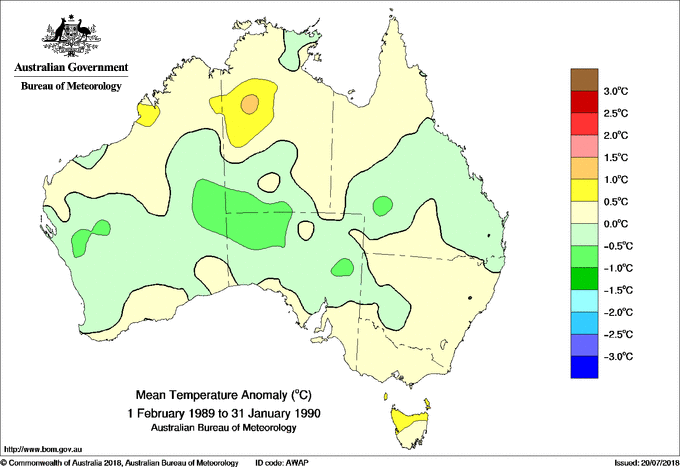 Australian Government
Bureau of Meteorology
3.0°C
2.5°C
2.0°C
1.5°C
1.0°C
0.5°C
0.0°C
−0.5°C
−1.0°C
−1.5°C
−2.0°C
−2.5°C
−3.0°C
Mean Temperature Anomaly (°C)
1 February 1989 to 31 January 1990
Australian Bureau of Meteorology
http://www.bom.gov.au
© Commonwealth of Australia 2018, Australian Bureau of Meteorology ID code: AWAP Issued: 20/07/2018